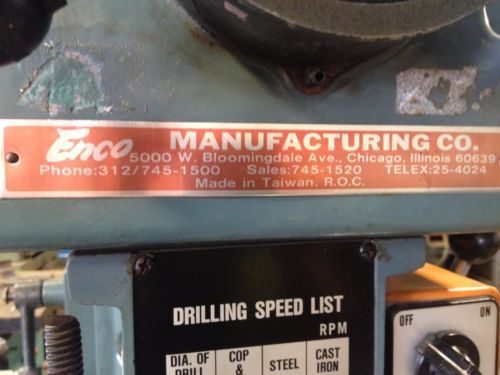 Enco MANUFACTURING CO.
5000 W. Bloomingdale Ave., Chicago, Illinois 60639
Phone:312/745-1500 Sales:745-1520 TELEX:25-4024
Made in Taiwan, R.O.C.
DRILLING SPEED LIST
RPM
OFF ON
DIA. OF COP STEEL CAST
DRILL & IRON